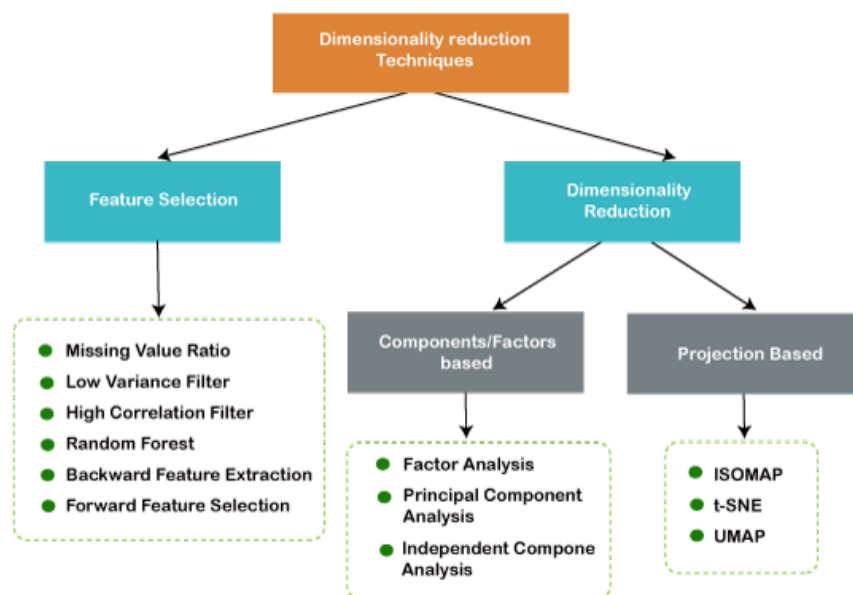 Dimensionality reduction
Techniques
Feature Selection
Dimensionality
Reduction
Missing Value Ratio
Low Variance Filter
High Correlation Filter
Random Forest
Backward Feature Extraction
Forward Feature Selection
Components/Factors
based
Projection Based
Factor Analysis
Principal Component
Analysis
Independent Compone
Analysis
ISOMAP
t-SNE
UMAP